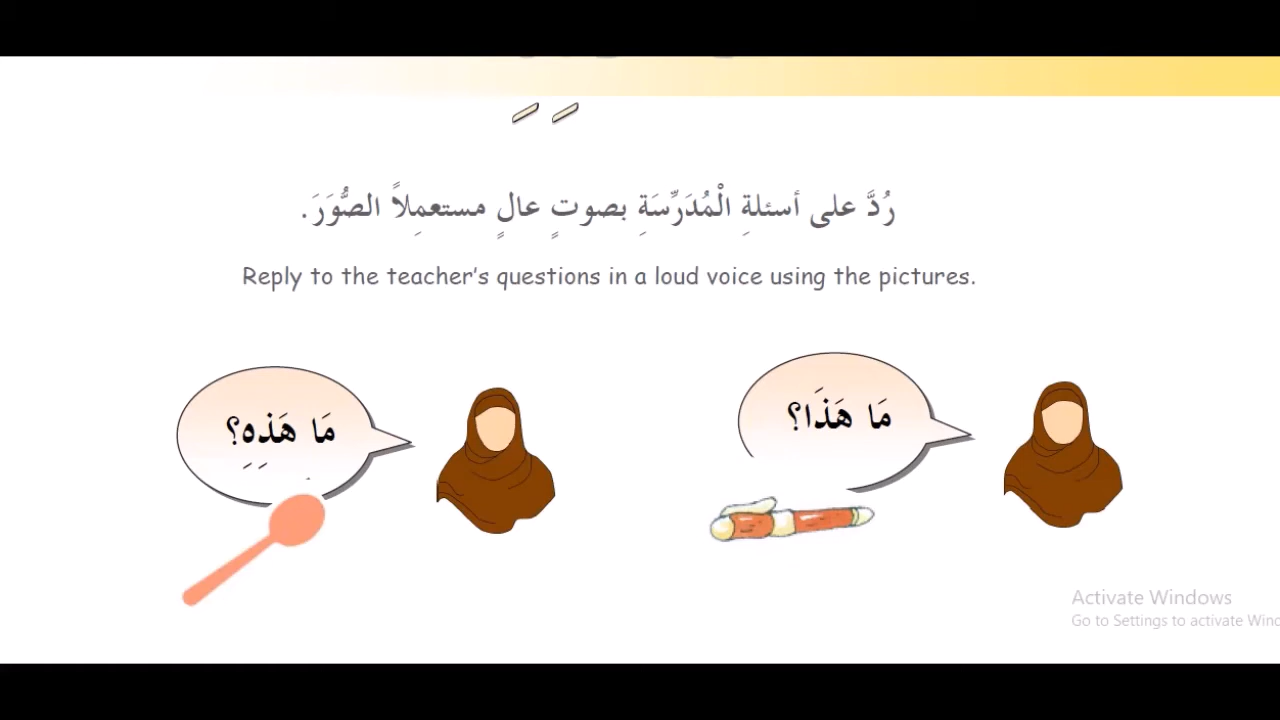 رُدَّ على أسئلةِ الْمُدَرِّسَةِ بصوتٍ عالٍ مستعمِلاً الصُّوَرَ.
Reply to the teacher's questions in a loud voice using the pictures.
مَا هَذَا؟
مَا هَذِهِ؟
Activate Windows
Go to Settings to activate Wind